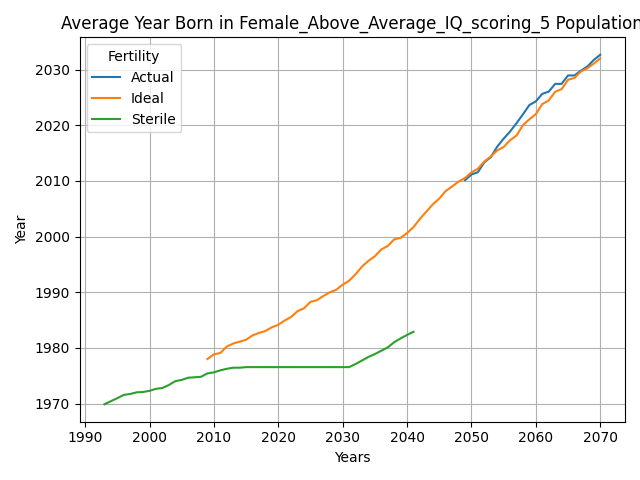 Average Year Born in Female_Above_Average_IQ_scoring_5 Population
Fertility
Actual
Ideal
Sterile
Year
2030
2020
2010
2000
1990
1980
1970
1990 2000 2010 2020 2030 2040 2050 2060 2070
Years